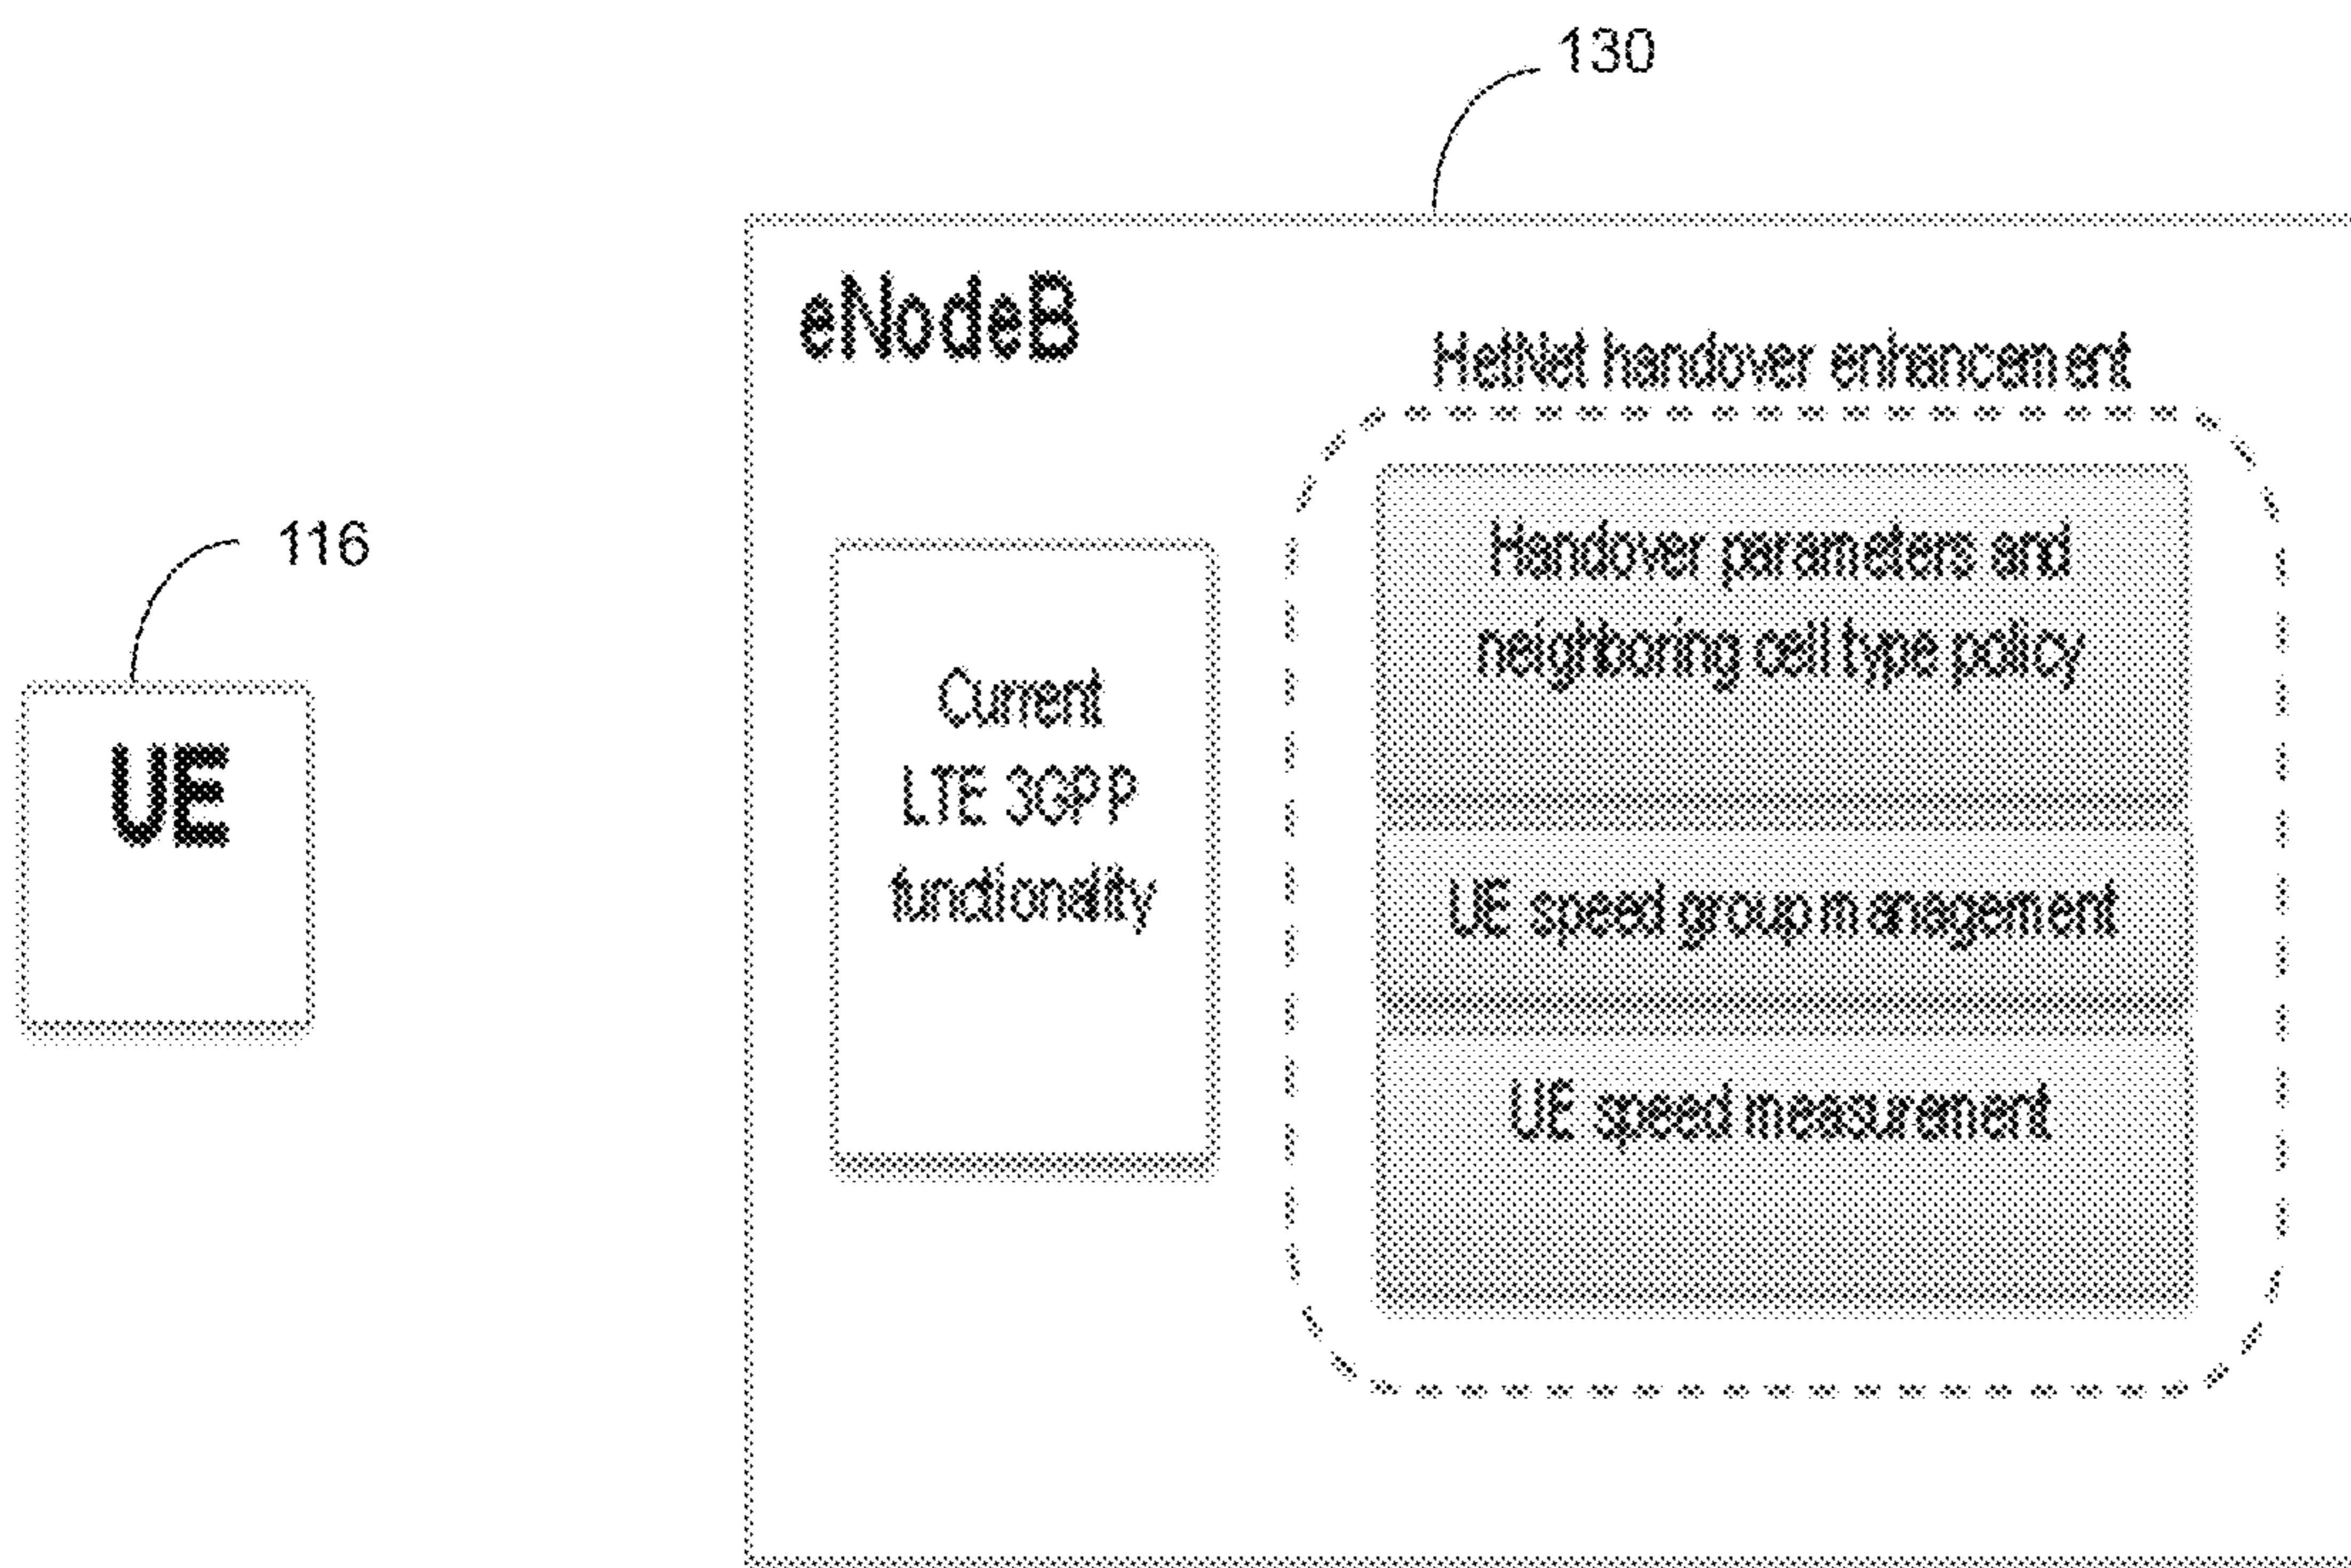 130
eNodeB
HetNet handover enhancement
116
Handover parameters and
neighboring cell type policy
Current
LTE 3GPP
functionality
UE
UE speed group management
UE speed measurement